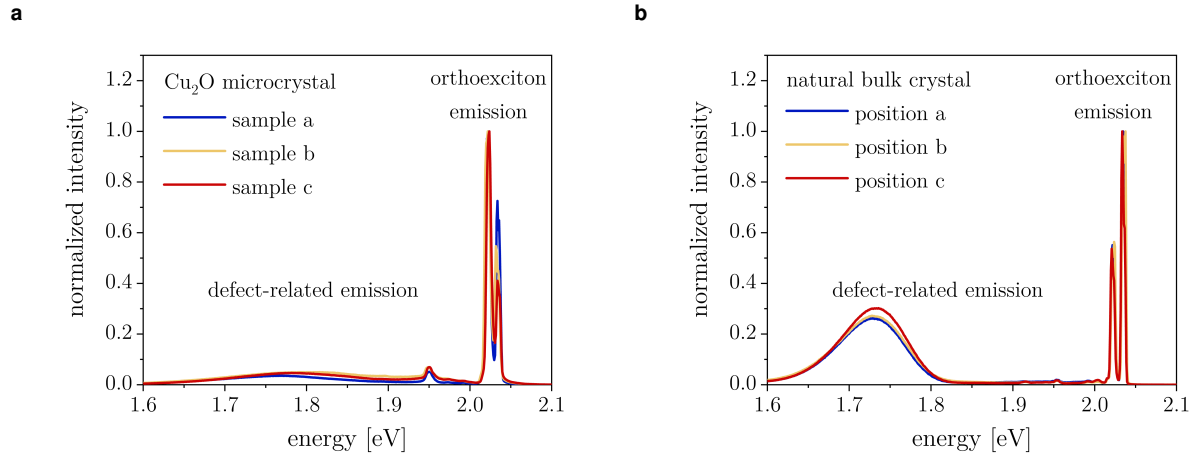 a
Cu₂O microcrystal
sample a
sample b
sample c
orthoexciton
emission
defect-related emission
normalized intensity
1.2
1.0
0.8
0.6
0.4
0.2
0.0
1.6 1.7 1.8 1.9 2.0 2.1
energy [eV]
b
natural bulk crystal
position a
position b
position c
orthoexciton
emission
defect-related emission
normalized intensity
1.2
1.0
0.8
0.6
0.4
0.2
0.0
1.6 1.7 1.8 1.9 2.0 2.1
energy [eV]